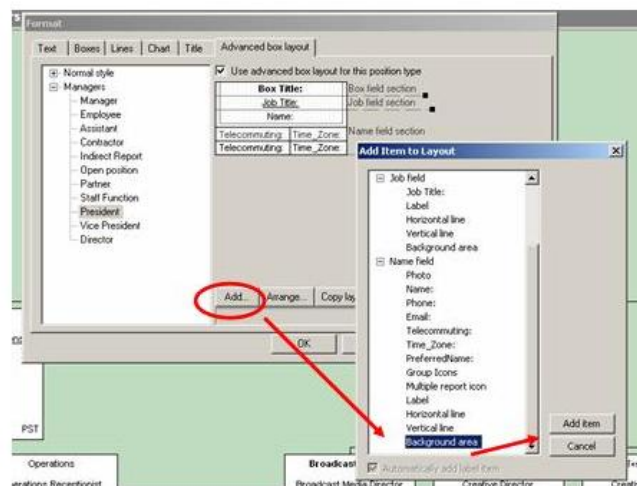 Format
Text Boxes Lines Chart Title Advanced box layout
Normal style
Managers
Manager
Employee
Assistant
Contractor
Indirect Report
Open position
Partner
Staff Function
President
Vice President
Director
Use advanced box layout for this position type
Box Title: Box field section
Job Title: Job field section
Name:
Name field section
Telecommuting: Time_Zone:
Telecommuting: Time_Zone:
Add... Arrange... Copy lay
OK
Add Item to Layout
Job field
Job Title:
Label
Horizontal line
Vertical line
Background area
Name field
Photo
Name:
Phone:
Email:
Telecommuting:
Time_Zone:
PreferredName:
Group Icons
Multiple report icon
Label
Horizontal line
Vertical line
Background area
Add item
Cancel
Automatically add label item
PST
Operations
erations Receptionist
Broadcast
Broadcast Media Director
Creative Director